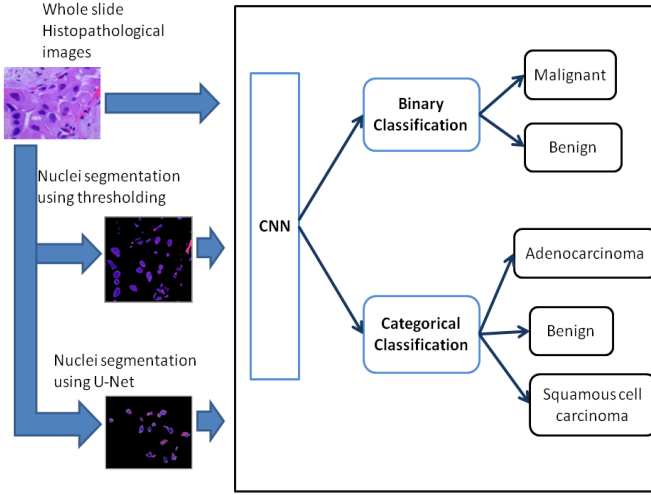 Whole slide
Histopathological
images
Nuclei segmentation
using thresholding
Nuclei segmentation
using U-Net
CNN
Binary
Classification
Malignant
Benign
Categorical
Classification
Adenocarcinoma
Benign
Squamous cell
carcinoma